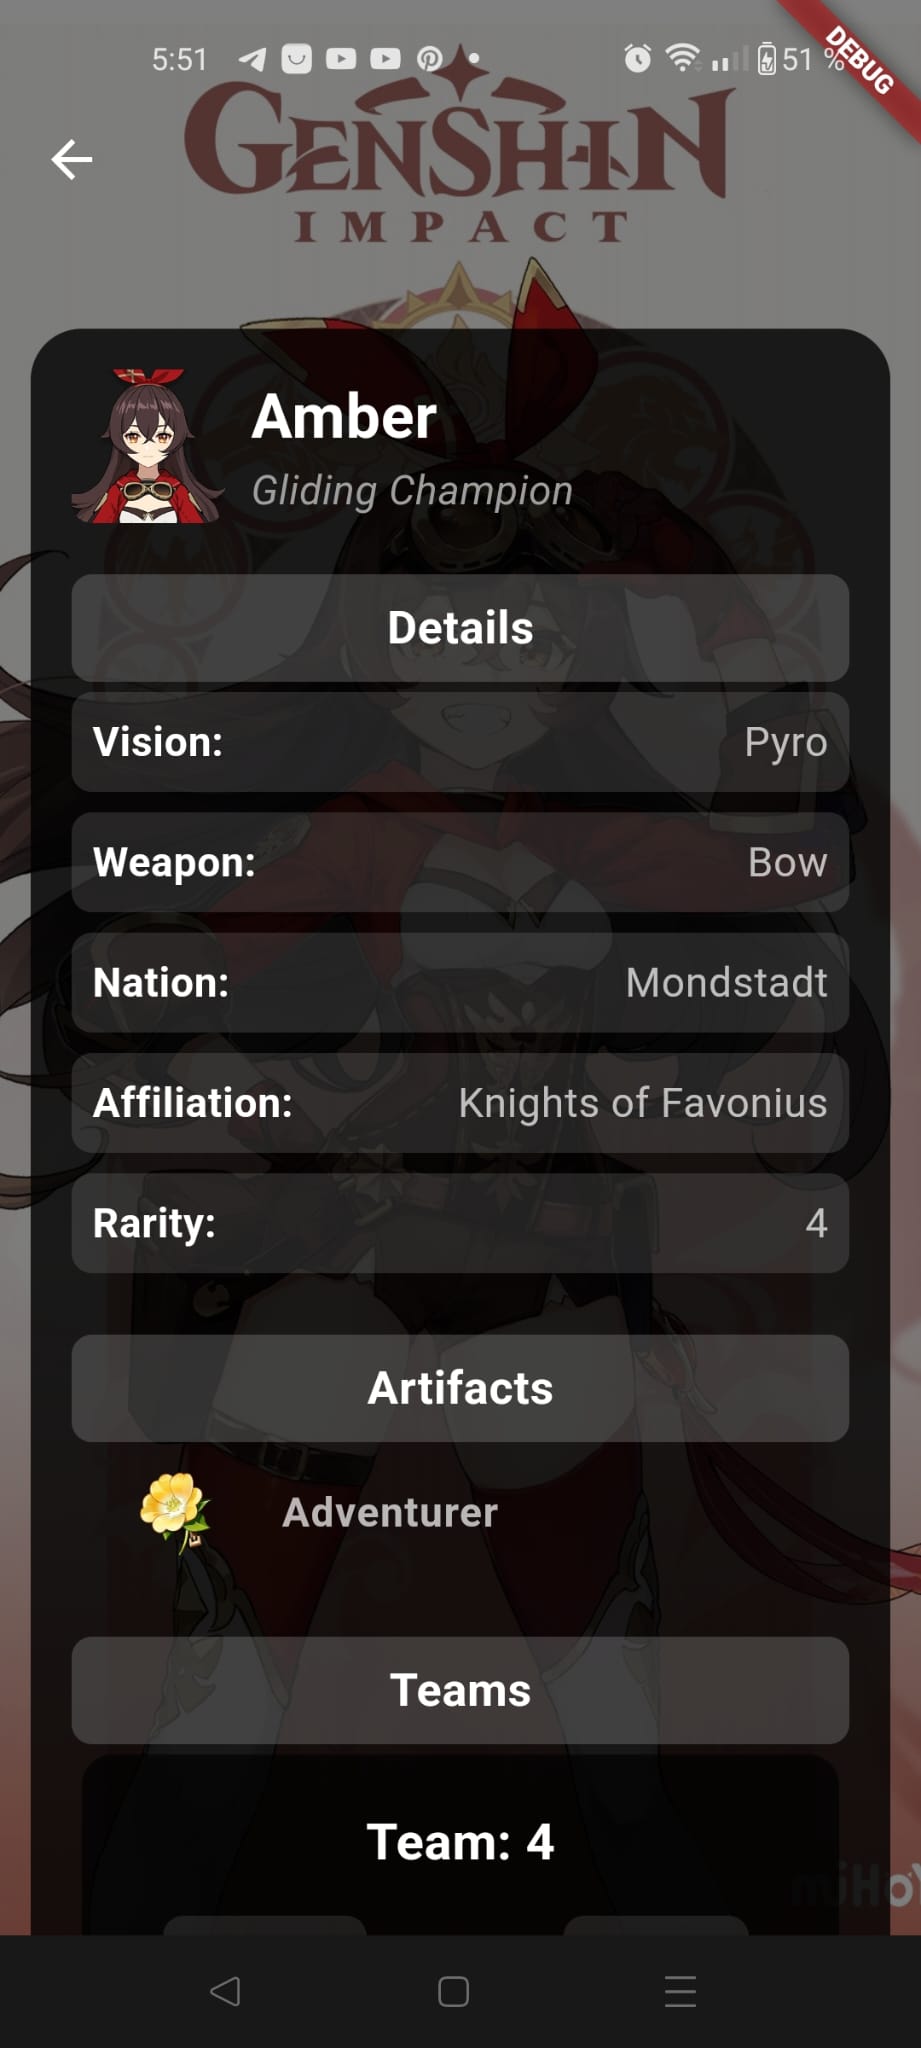 5:51
51 %
DEBUG
GENSHIN
IMPACT
Amber
Gliding Champion
Details
Vision: Pyro
Weapon: Bow
Nation: Mondstadt
Affiliation: Knights of Favonius
Rarity: 4
Artifacts
Adventurer
Teams
Team: 4